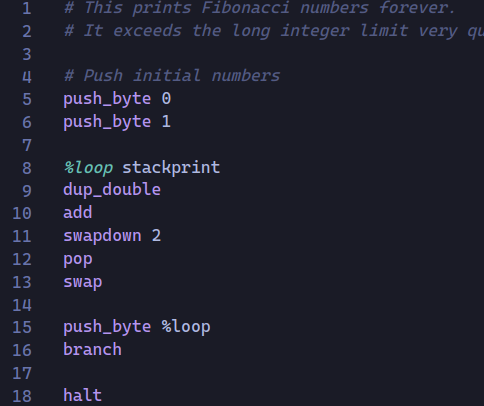 1 # This prints Fibonacci numbers forever.
2 # It exceeds the long integer limit very
3
4 # Push initial numbers
5 push_byte 0
6 push_byte 1
7
8 %loop stackprint
9 dup_double
10 add
11 swapdown 2
12 pop
13 swap
14
15 push_byte %loop
16 branch
17
18 halt